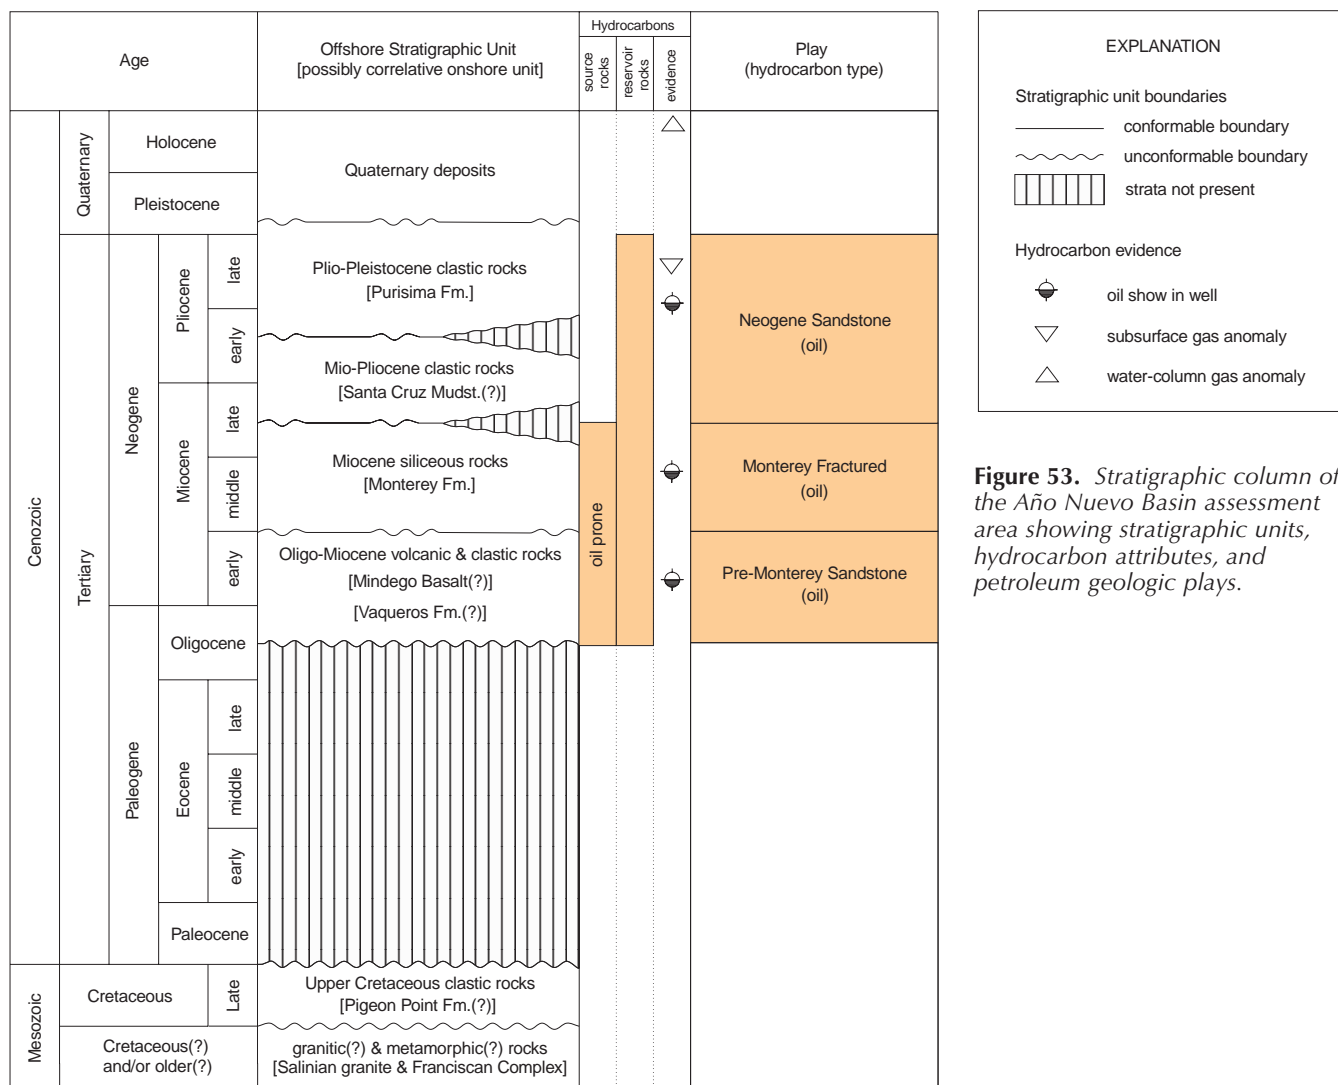 Age
Offshore Stratigraphic Unit
[possibly correlative onshore unit]
Hydrocarbons
source
rocks
reservoir
rocks
evidence
Play
(hydrocarbon type)
Cenozoic
Quaternary
Holocene
Pleistocene
Quaternary deposits
Tertiary
Neogene
Pliocene
late
early
Plio-Pleistocene clastic rocks
[Purisima Fm.]
Mio-Pliocene clastic rocks
[Santa Cruz Mudst.(?)]
Neogene Sandstone
(oil)
Miocene
late
middle
early
Miocene siliceous rocks
[Monterey Fm.]
Monterey Fractured
(oil)
oil prone
Oligo-Miocene volcanic & clastic rocks
[Mindego Basalt(?)]
[Vaqueros Fm.(?)]
Pre-Monterey Sandstone
(oil)
Paleogene
Oligocene
Eocene
late
middle
early
Paleocene
Mesozoic
Cretaceous
Late
Upper Cretaceous clastic rocks
[Pigeon Point Fm.(?)]
Cretaceous(?)
and/or older(?)
granitic(?) & metamorphic(?) rocks
[Salinian granite & Franciscan Complex]
EXPLANATION
Stratigraphic unit boundaries
conformable boundary
unconformable boundary
strata not present
Hydrocarbon evidence
oil show in well
subsurface gas anomaly
water-column gas anomaly
Figure 53. Stratigraphic column of
the Año Nuevo Basin assessment
area showing stratigraphic units,
hydrocarbon attributes, and
petroleum geologic plays.